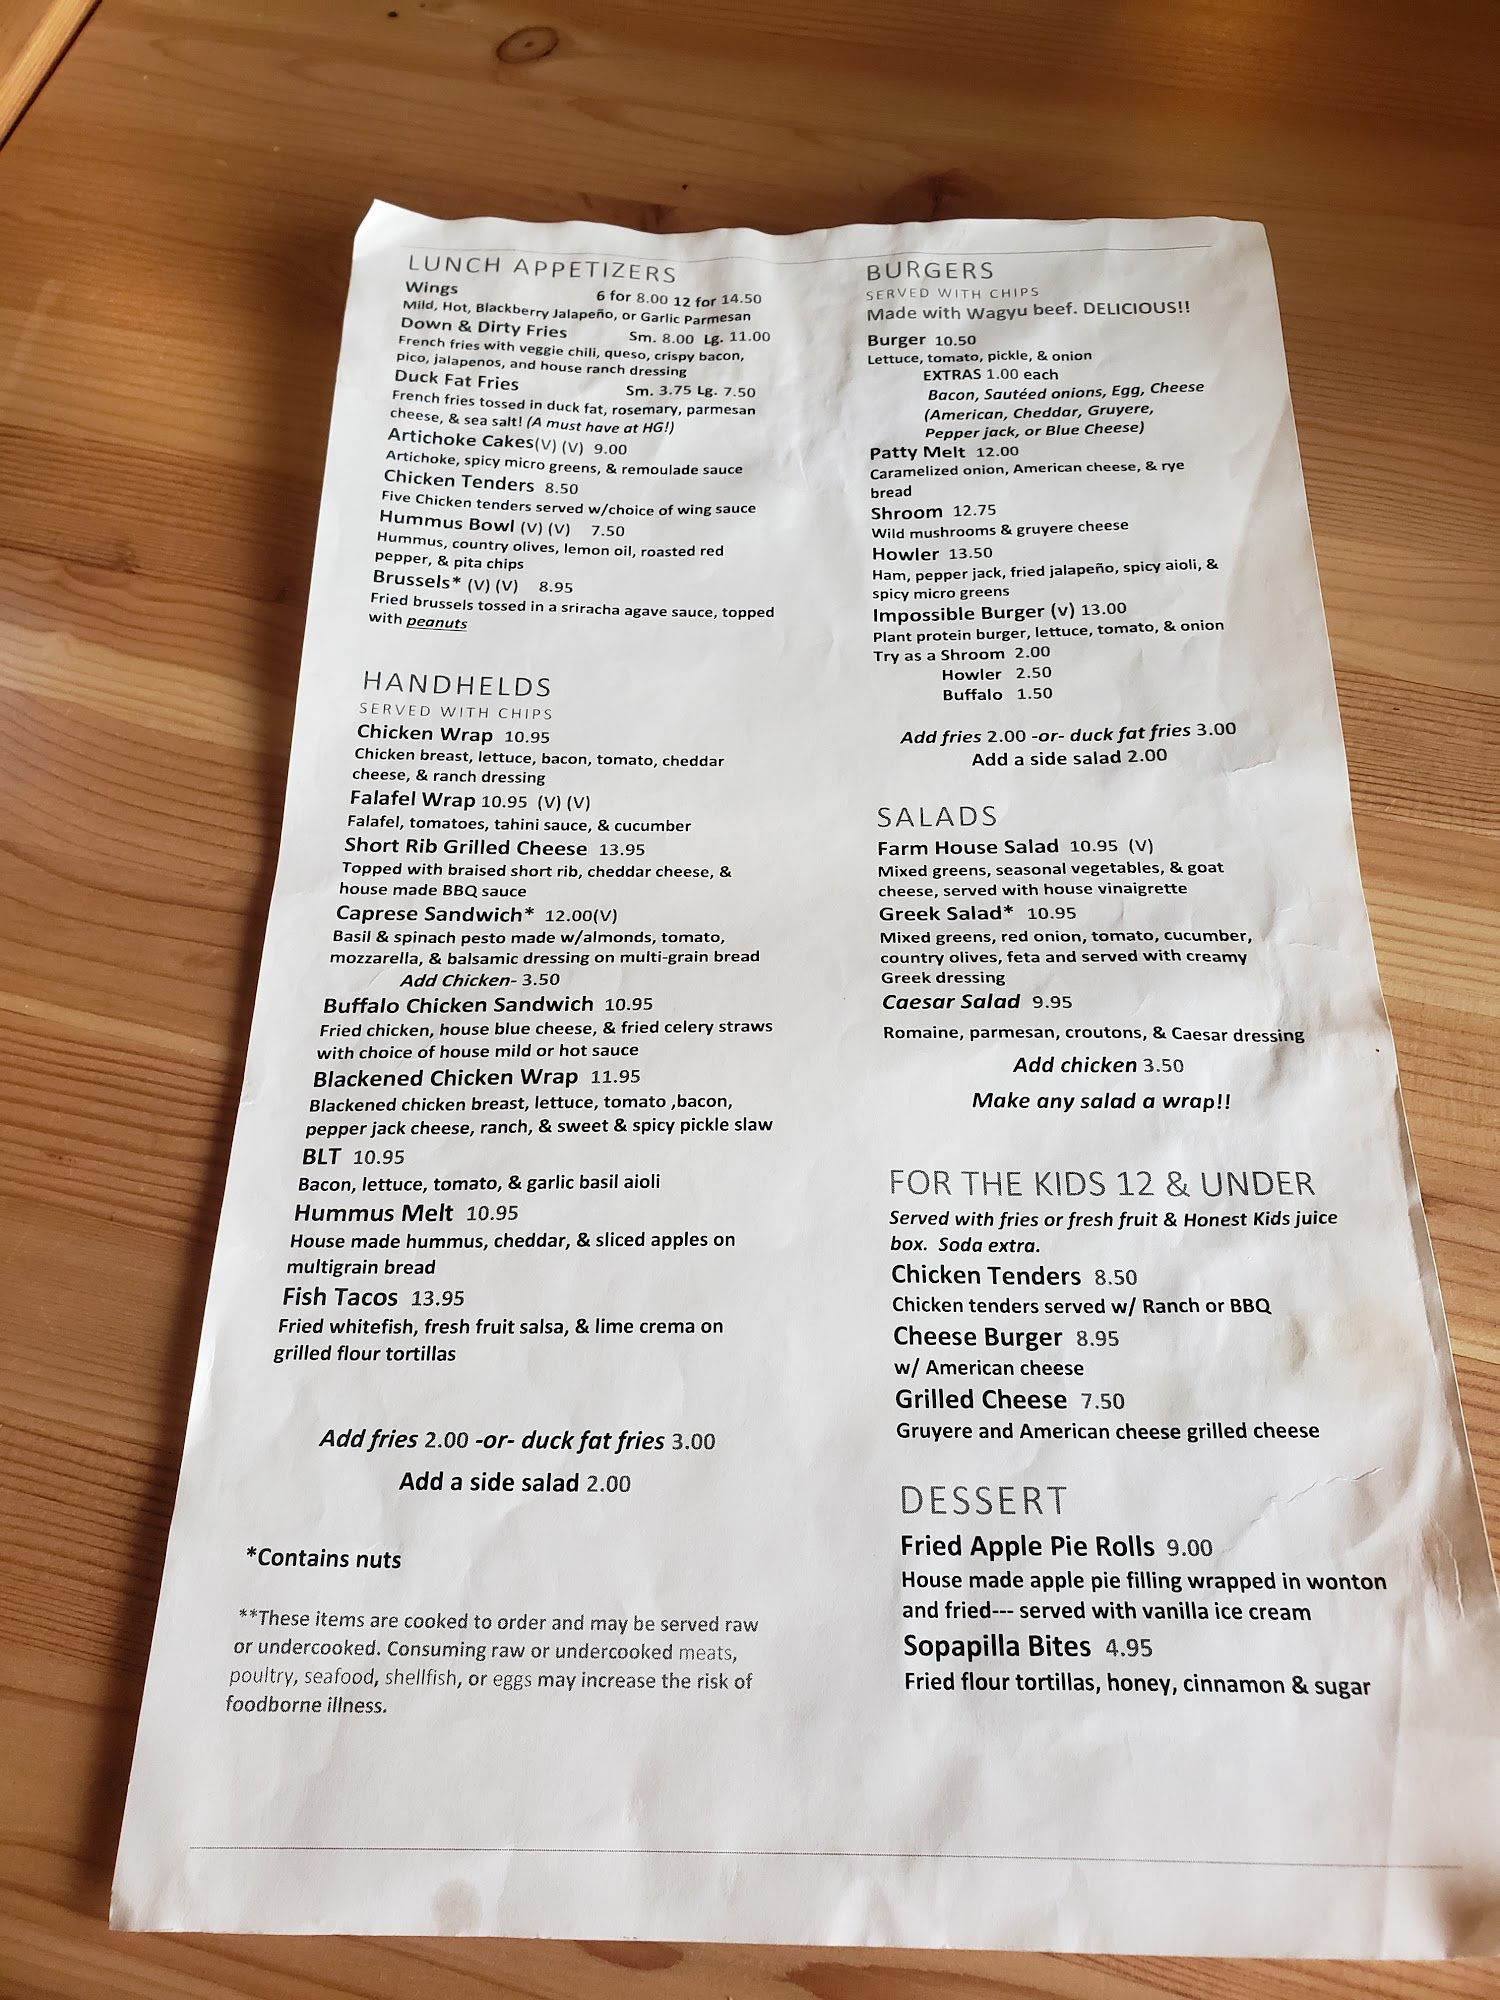 LUNCH APPETIZERS
Wings 6 for 8.00 12 for 14.50
Mild, Hot, Blackberry Jalapeño, or Garlic Parmesan
Down & Dirty Fries Sm. 8.00 Lg. 11.00
French fries with veggie chili, queso, crispy bacon,
pico, jalapenos, and house ranch dressing
Duck Fat Fries Sm. 3.75 Lg. 7.50
French fries tossed in duck fat, rosemary, parmesan
cheese, & sea salt! (A must have at HG!)
Artichoke Cakes(V) (V) 9.00
Artichoke, spicy micro greens, & remoulade sauce
Chicken Tenders 8.50
Five Chicken tenders served w/choice of wing sauce
Hummus Bowl (V) (V) 7.50
Hummus, country olives, lemon oil, roasted red
pepper, & pita chips
Brussels* (V) (V) 8.95
Fried brussels tossed in a sriracha agave sauce, topped
with peanuts
HANDHELDS
SERVED WITH CHIPS
Chicken Wrap 10.95
Chicken breast, lettuce, bacon, tomato, cheddar
cheese, & ranch dressing
Falafel Wrap 10.95 (V) (V)
Falafel, tomatoes, tahini sauce, & cucumber
Short Rib Grilled Cheese 13.95
Topped with braised short rib, cheddar cheese, &
house made BBQ sauce
Caprese Sandwich* 12.00(V)
Basil & spinach pesto made w/almonds, tomato,
mozzarella, & balsamic dressing on multi-grain bread
Add Chicken- 3.50
Buffalo Chicken Sandwich 10.95
Fried chicken, house blue cheese, & fried celery straws
with choice of house mild or hot sauce
Blackened Chicken Wrap 11.95
Blackened chicken breast, lettuce, tomato ,bacon,
pepper jack cheese, ranch, & sweet & spicy pickle slaw
BLT 10.95
Bacon, lettuce, tomato, & garlic basil aioli
Hummus Melt 10.95
House made hummus, cheddar, & sliced apples on
multigrain bread
Fish Tacos 13.95
Fried whitefish, fresh fruit salsa, & lime crema on
grilled flour tortillas
Add fries 2.00 -or- duck fat fries 3.00
Add a side salad 2.00
*Contains nuts
**These items are cooked to order and may be served raw
or undercooked. Consuming raw or undercooked meats,
poultry, seafood, shellfish, or eggs may increase the risk of
foodborne illness.
BURGERS
SERVED WITH CHIPS
Made with Wagyu beef. DELICIOUS!!
Burger 10.50
Lettuce, tomato, pickle, & onion
EXTRAS 1.00 each
Bacon, Sautéed onions, Egg, Cheese
(American, Cheddar, Gruyere,
Pepper jack, or Blue Cheese)
Patty Melt 12.00
Caramelized onion, American cheese, & rye
bread
Shroom 12.75
Wild mushrooms & gruyere cheese
Howler 13.50
Ham, pepper jack, fried jalapeño, spicy aioli, &
spicy micro greens
Impossible Burger (v) 13.00
Plant protein burger, lettuce, tomato, & onion
Try as a Shroom 2.00
Howler 2.50
Buffalo 1.50
Add fries 2.00 -or- duck fat fries 3.00
Add a side salad 2.00
SALADS
Farm House Salad 10.95 (V)
Mixed greens, seasonal vegetables, & goat
cheese, served with house vinaigrette
Greek Salad* 10.95
Mixed greens, red onion, tomato, cucumber,
country olives, feta and served with creamy
Greek dressing
Caesar Salad 9.95
Romaine, parmesan, croutons, & Caesar dressing
Add chicken 3.50
Make any salad a wrap!!
FOR THE KIDS 12 & UNDER
Served with fries or fresh fruit & Honest Kids juice
box. Soda extra.
Chicken Tenders 8.50
Chicken tenders served w/ Ranch or BBQ
Cheese Burger 8.95
w/ American cheese
Grilled Cheese 7.50
Gruyere and American cheese grilled cheese
DESSERT
Fried Apple Pie Rolls 9.00
House made apple pie filling wrapped in wonton
and fried--- served with vanilla ice cream
Sopapilla Bites 4.95
Fried flour tortillas, honey, cinnamon & sugar